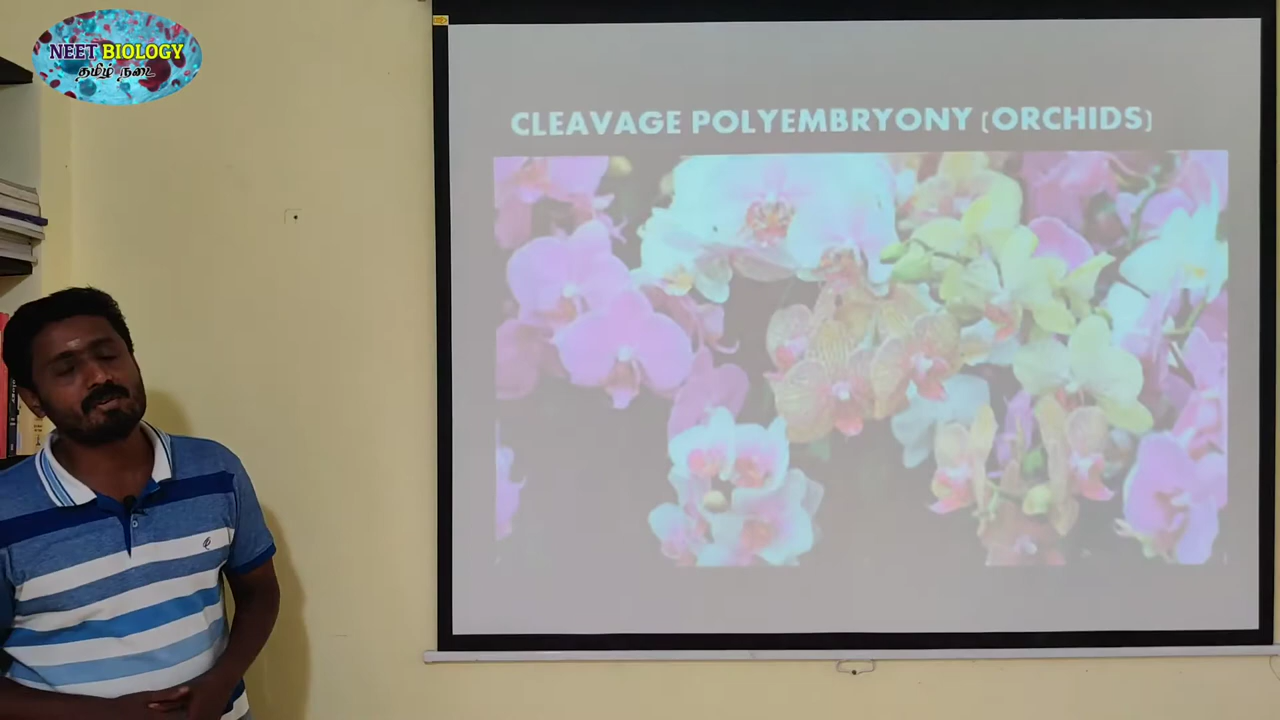 NEET BIOLOGY
தமிழ் நடை
CLEAVAGE POLYEMBRYONY (ORCHIDS)